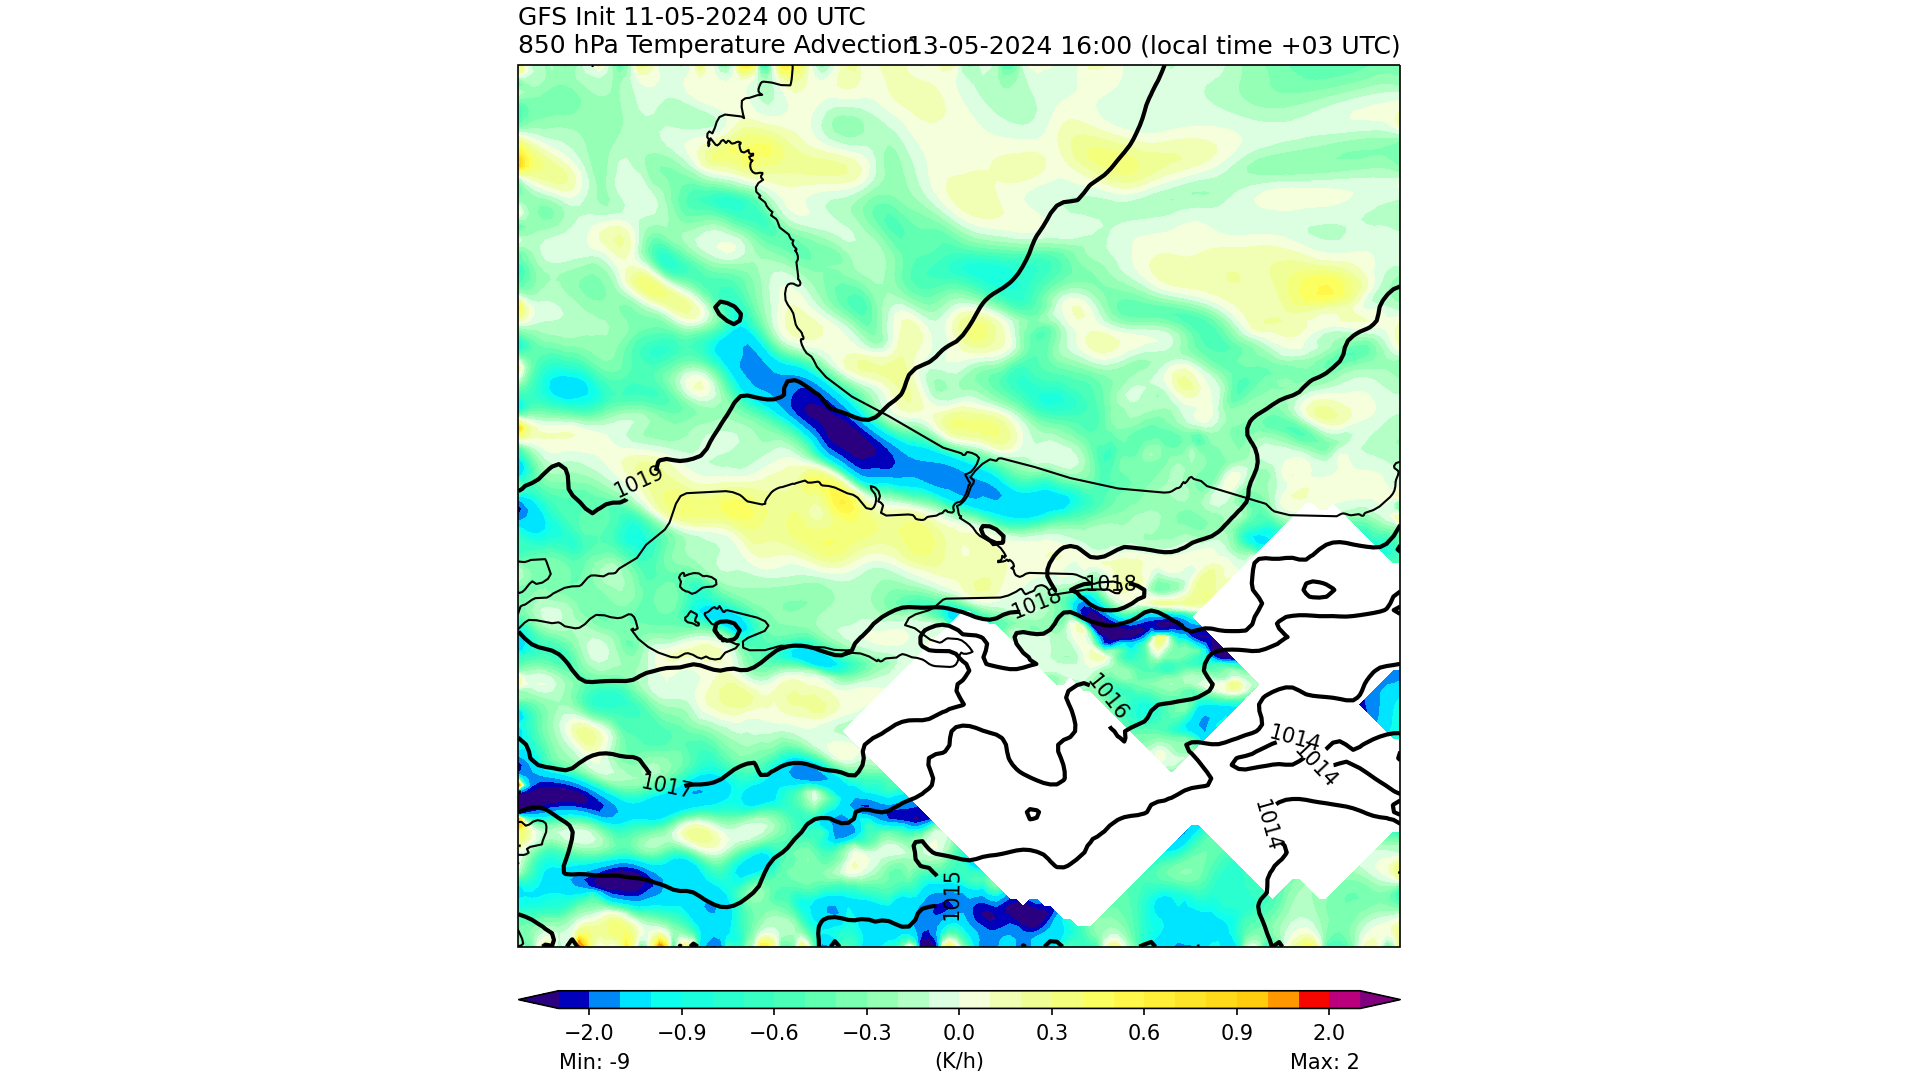 GFS Init 11-05-2024 00 UTC
850 hPa Temperature Advection
13-05-2024 16:00 (local time +03 UTC)
1019
1018
1018
1016
1014
1014
1017
1014
1015
−2.0 −0.9 −0.6 −0.3 0.0 0.3 0.6 0.9 2.0
Min: -9 (K/h) Max: 2